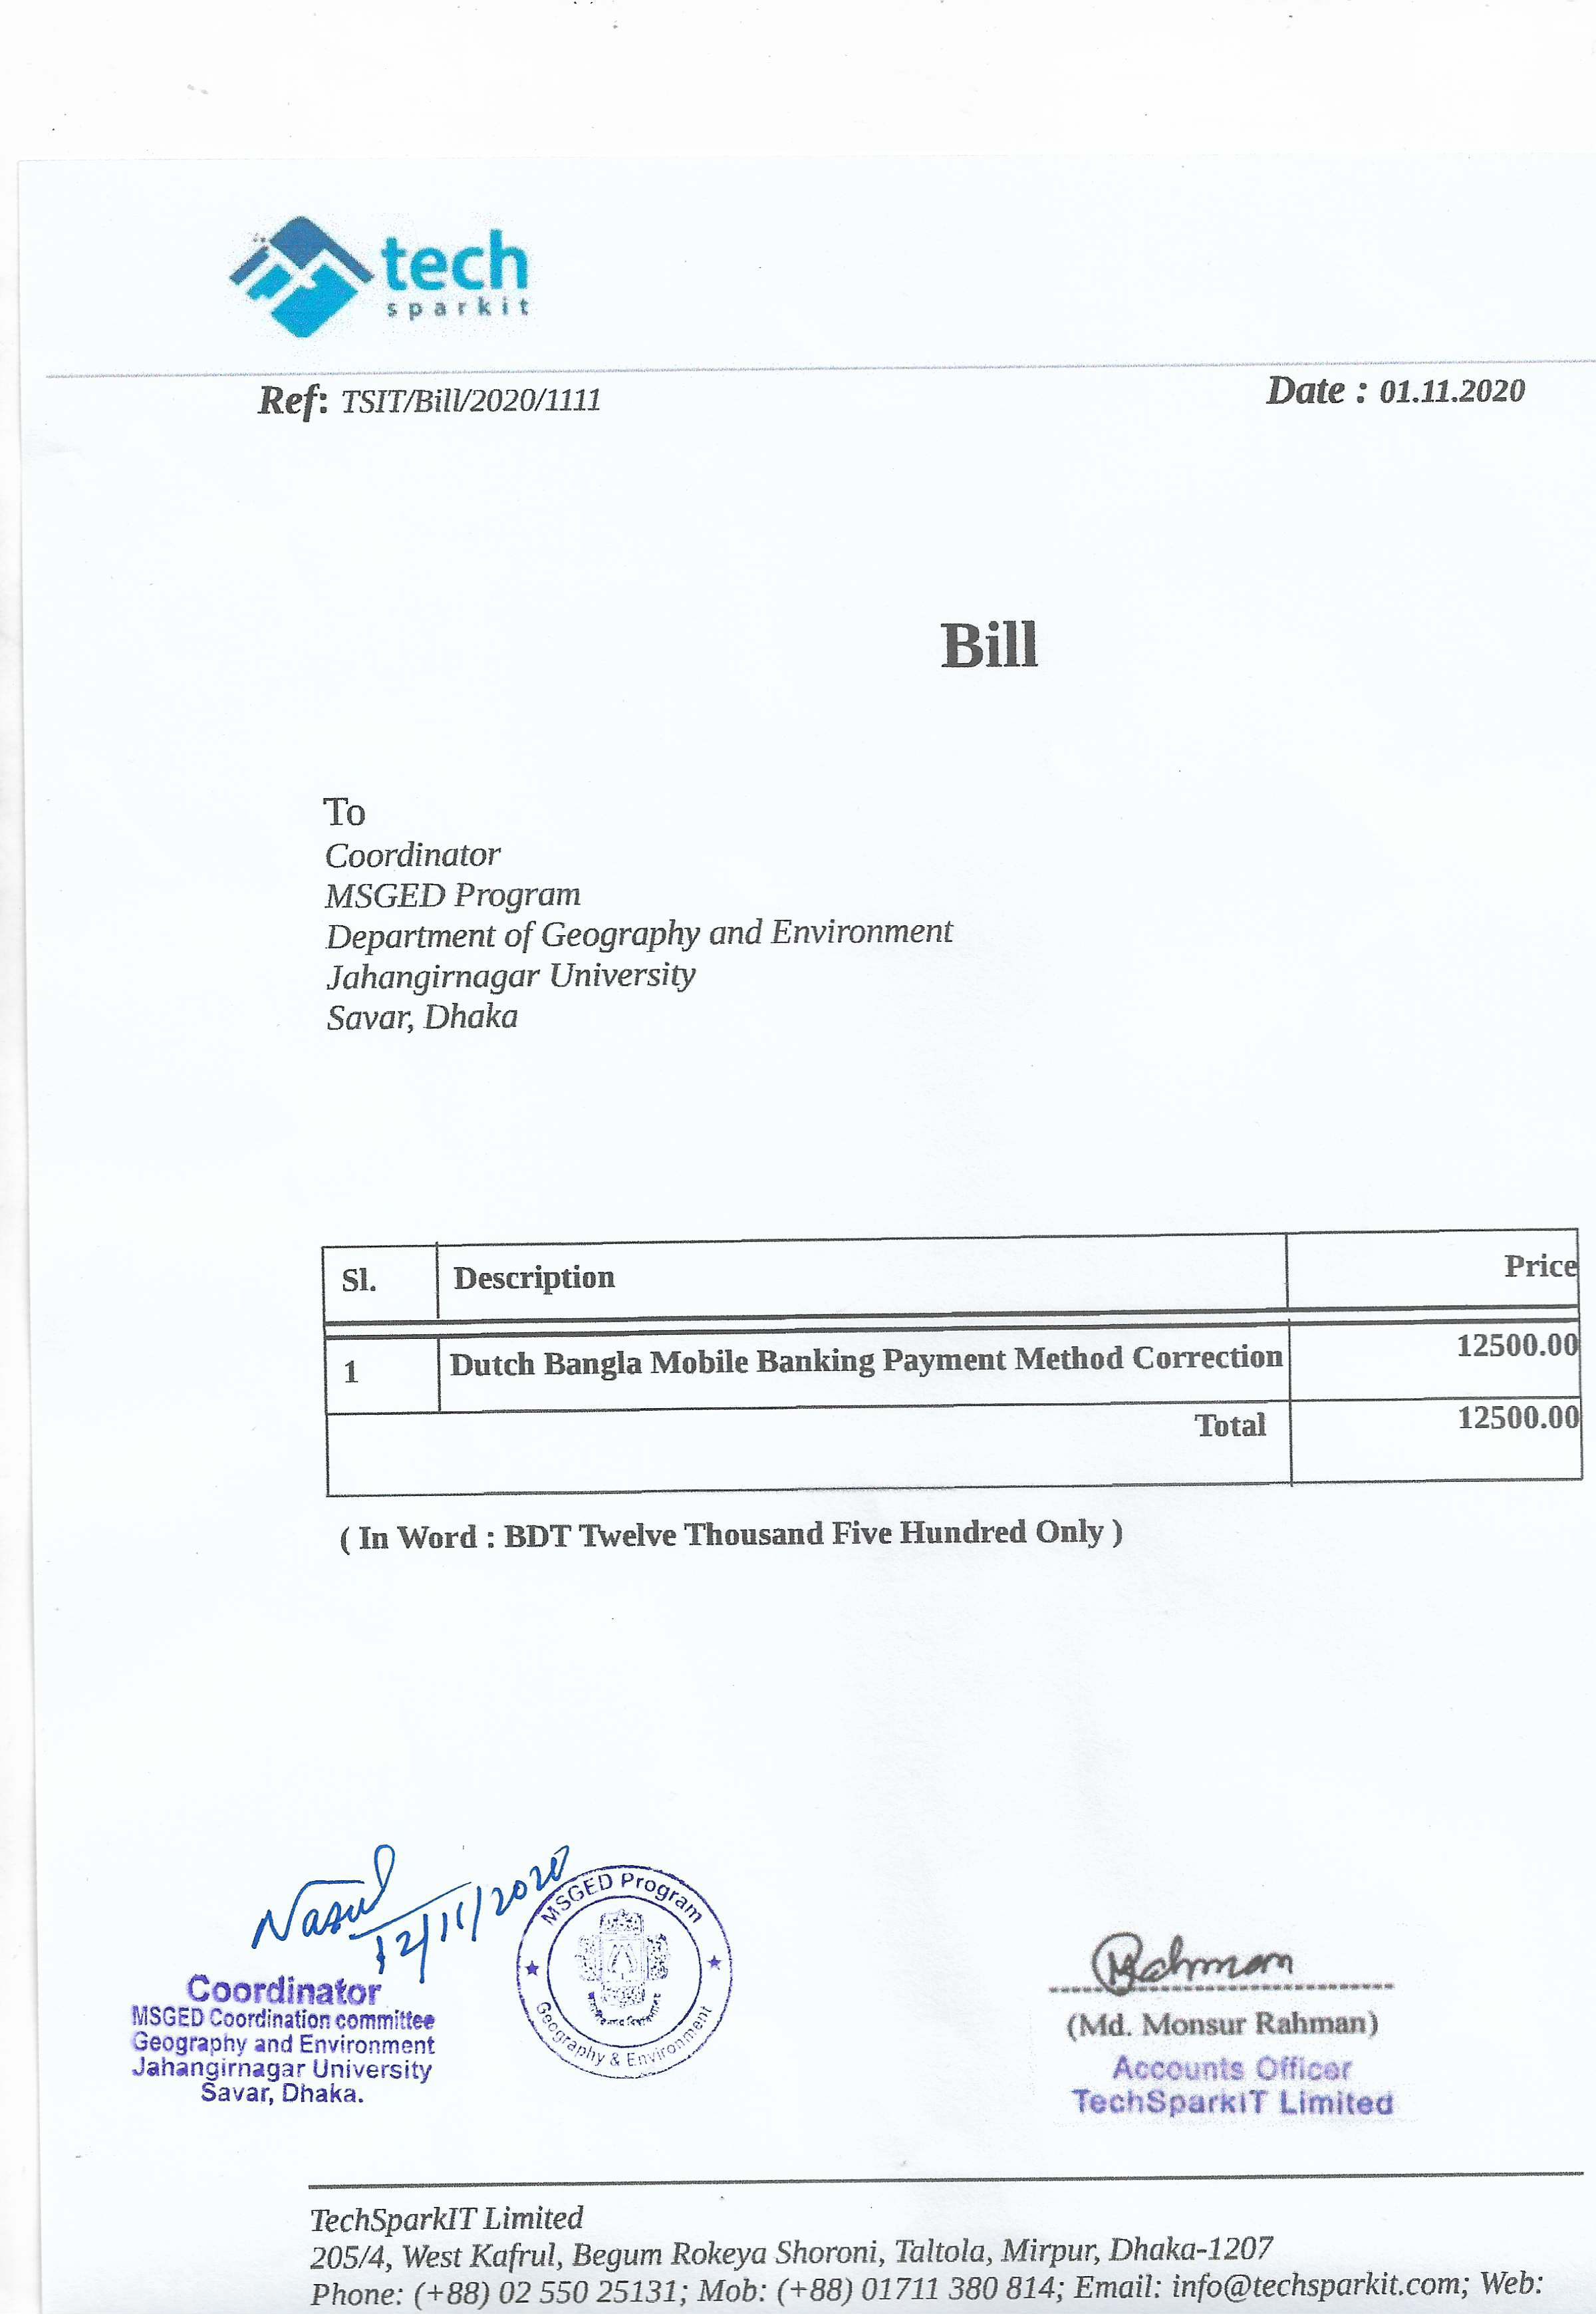 tech
sparkit
Ref: TSIT/Bill/2020/1111
Date : 01.11.2020
Bill
To
Coordinator
MSGED Program
Department of Geography and Environment
Jahangirnagar University
Savar, Dhaka
Sl. Description Price
1 Dutch Bangla Mobile Banking Payment Method Correction 12500.00
Total 12500.00
( In Word : BDT Twelve Thousand Five Hundred Only )
12/11/2020
MSGED Program
Geography & Environment
Coordinator
MSGED Coordination committee
Geography and Environment
Jahangirnagar University
Savar, Dhaka.
Rahman
(Md. Monsur Rahman)
Accounts Officer
TechSparkIT Limited
TechSparkIT Limited
205/4, West Kafrul, Begum Rokeya Shoroni, Taltola, Mirpur, Dhaka-1207
Phone: (+88) 02 550 25131; Mob: (+88) 01711 380 814; Email: info@techsparkit.com; Web: